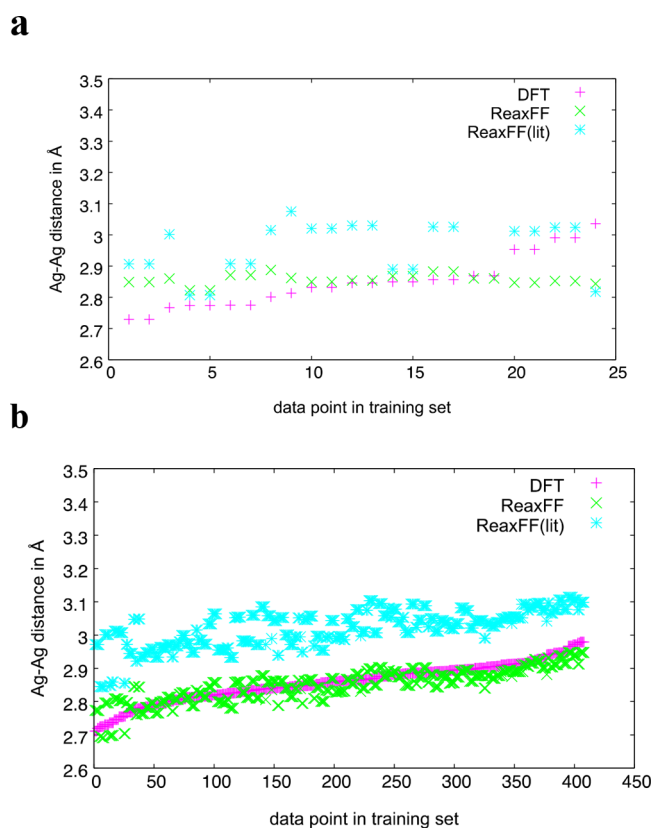 a
3.5
3.4
3.3
3.2
3.1
3
2.9
2.8
2.7
2.6
0 5 10 15 20 25
Ag-Ag distance in Å
data point in training set
DFT
ReaxFF
ReaxFF(lit)
b
3.5
3.4
3.3
3.2
3.1
3
2.9
2.8
2.7
2.6
0 50 100 150 200 250 300 350 400 450
Ag-Ag distance in Å
data point in training set
DFT
ReaxFF
ReaxFF(lit)